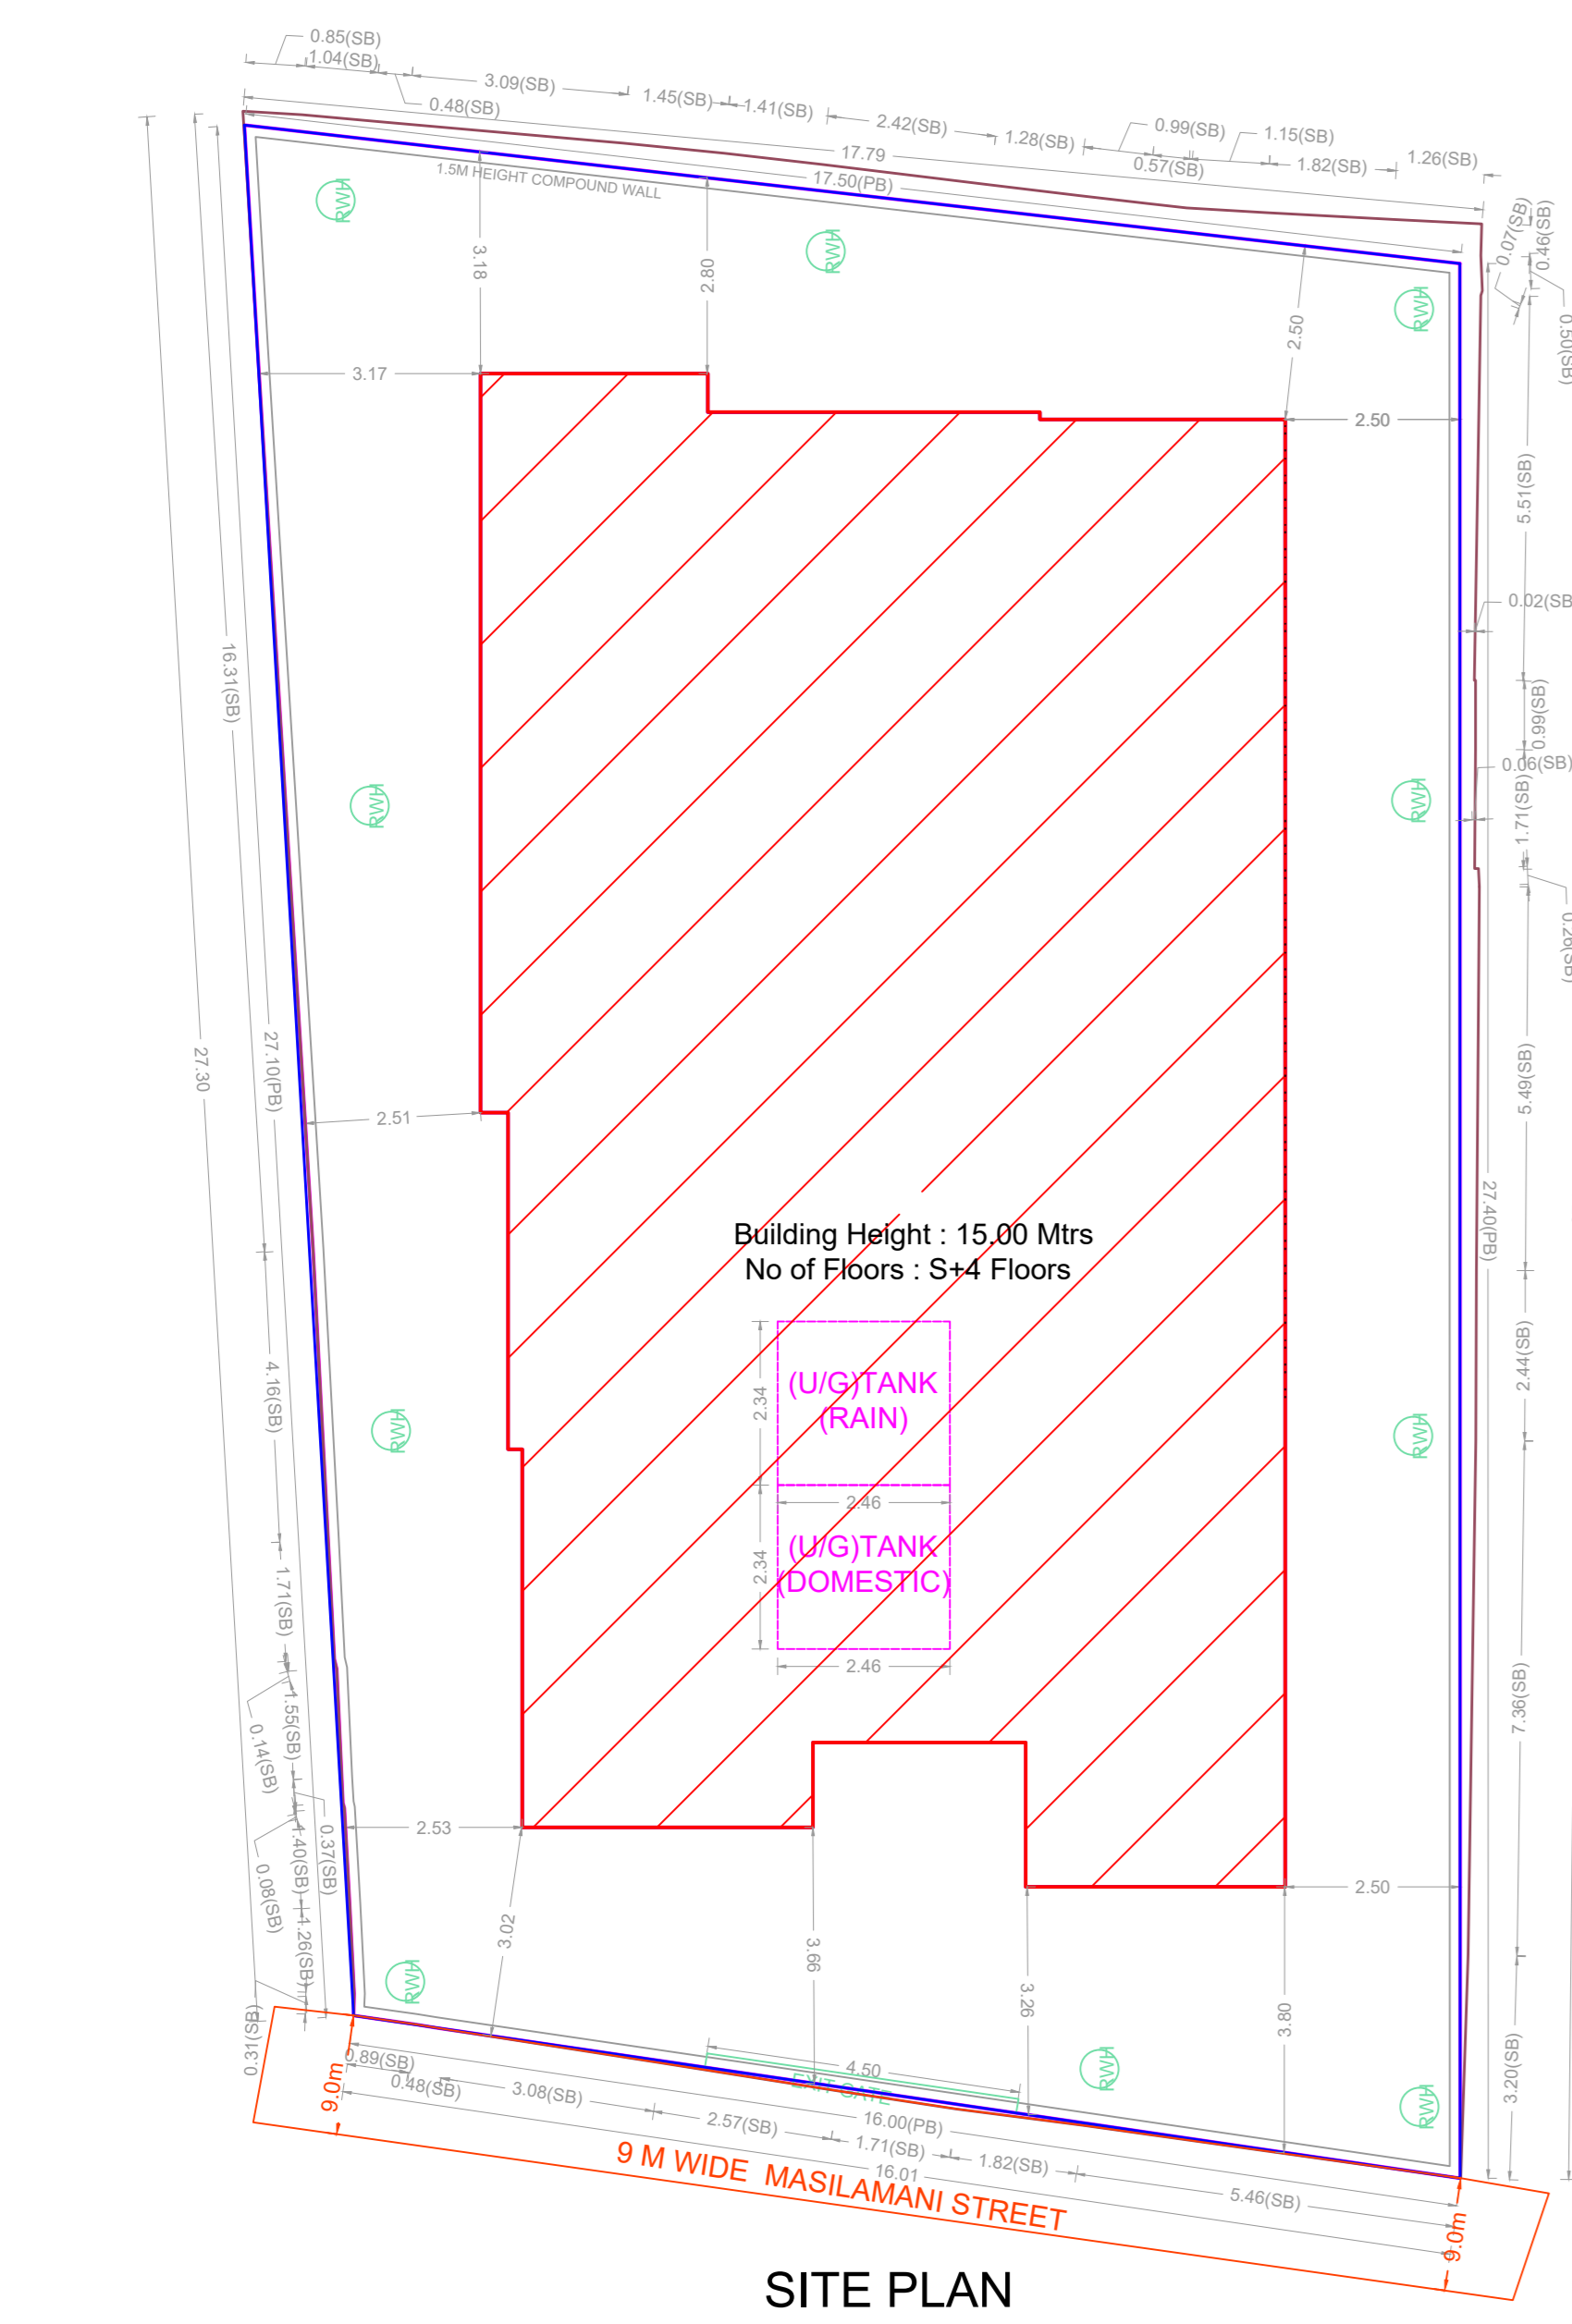 0.85(SB)
1.04(SB)
0.48(SB)
3.09(SB)
1.45(SB)
1.41(SB)
2.42(SB)
1.28(SB)
0.99(SB)
0.57(SB)
1.15(SB)
1.82(SB)
1.26(SB)
17.79
17.50(PB)
1.5M HEIGHT COMPOUND WALL
RWH
RWH
RWH
0.07(SB)
0.46(SB)
0.50(SB)
3.18
2.80
2.50
3.17
2.50
5.51(SB)
0.02(SB
16.31(SB)
0.99(SB)
0.06(SB)
RWH
RWH
1.71(SB)
0.26(SB)
27.30
27.10(PB)
2.51
5.49(SB)
27.40(PB)
Building Height : 15.00 Mtrs
No of Floors : S+4 Floors
4.16(SB)
RWH
2.34
(U/G)TANK
(RAIN)
2.46
2.44(SB)
RWH
2.34
(U/G)TANK
(DOMESTIC)
2.46
1.71(SB)
1.55(SB)
0.14(SB)
7.36(SB)
0.37(SB)
.40(SB)
0.08(SB)
2.53
2.50
1.26(SB)
3.02
3.66
3.26
3.80
RWH
0.31(SB)
RWH
RWH
3.20(SB)
4.50
EXIT GATE
9.0m
0.89(SB)
0.48(SB)
3.08(SB)
2.57(SB)
16.00(PB)
1.71(SB)
1.82(SB)
16.01
5.46(SB)
9 M WIDE MASILAMANI STREET
9.0m
SITE PLAN